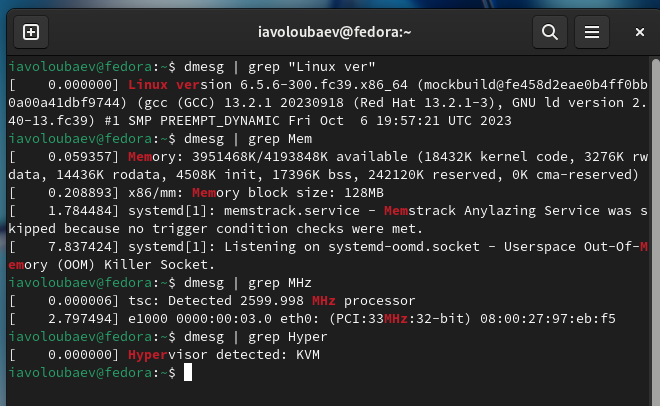 iavoloubaev@fedora:~
iavoloubaev@fedora:~$ dmesg | grep "Linux ver"
[    0.000000] Linux version 6.5.6-300.fc39.x86_64 (mockbuild@fe458d2eae0b4ff0bb
0a00a41dbf9744) (gcc (GCC) 13.2.1 20230918 (Red Hat 13.2.1-3), GNU ld version 2.
40-13.fc39) #1 SMP PREEMPT_DYNAMIC Fri Oct  6 19:57:21 UTC 2023
iavoloubaev@fedora:~$ dmesg | grep Mem
[    0.059357] Memory: 3951468K/4193848K available (18432K kernel code, 3276K rw
data, 14436K rodata, 4508K init, 17396K bss, 242120K reserved, 0K cma-reserved)
[    0.208893] x86/mm: Memory block size: 128MB
[    1.784484] systemd[1]: memstrack.service - Memstrack Anylazing Service was s
kipped because no trigger condition checks were met.
[    7.837424] systemd[1]: Listening on systemd-oomd.socket - Userspace Out-Of-M
emory (OOM) Killer Socket.
iavoloubaev@fedora:~$ dmesg | grep MHz
[    0.000006] tsc: Detected 2599.998 MHz processor
[    2.797494] e1000 0000:00:03.0 eth0: (PCI:33MHz:32-bit) 08:00:27:97:eb:f5
iavoloubaev@fedora:~$ dmesg | grep Hyper
[    0.000000] Hypervisor detected: KVM
iavoloubaev@fedora:~$